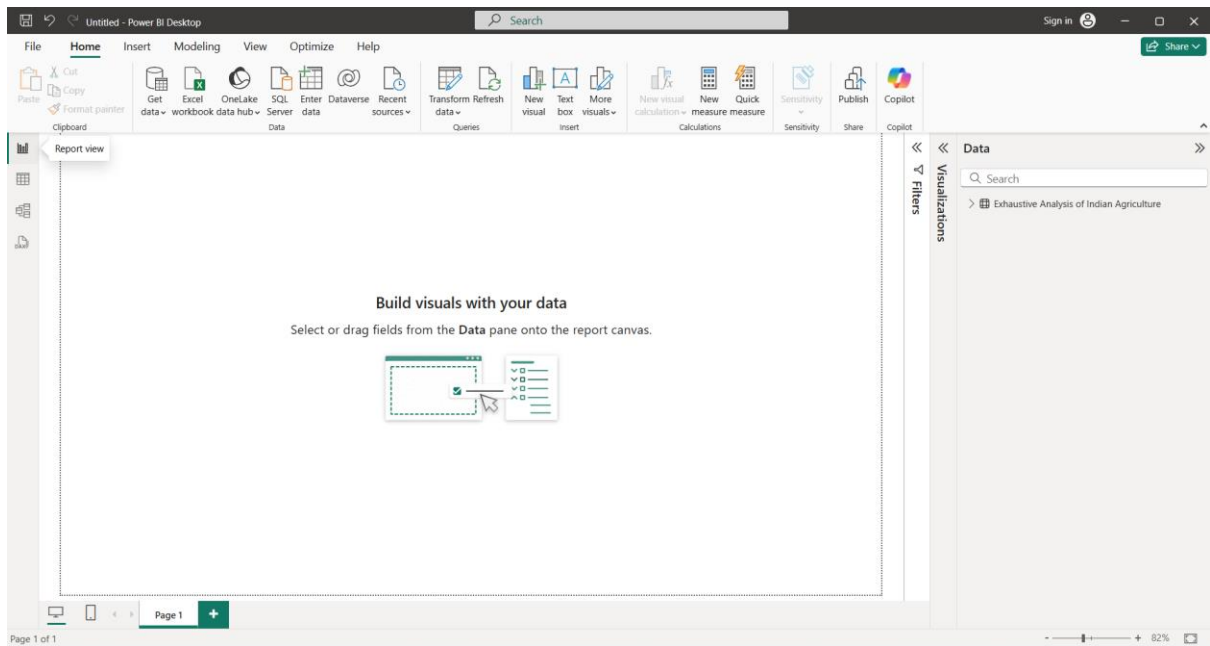 Untitled - Power BI Desktop
Search
Sign in
File Home Insert Modeling View Optimize Help
Share
Paste
Cut
Copy
Format painter
Get data
Excel workbook
OneLake data hub
SQL Server
Enter data
Dataverse
Recent sources
Transform data
Refresh
New visual
Text box
More visuals
New visual calculation
New measure
Quick measure
Sensitivity
Publish
Copilot
Clipboard Data Queries Insert Calculations Sensitivity Share Copilot
Report view
Filters
Visualizations
Data
Search
Exhaustive Analysis of Indian Agriculture
Build visuals with your data
Select or drag fields from the Data pane onto the report canvas.
Page 1
Page 1 of 1
82%